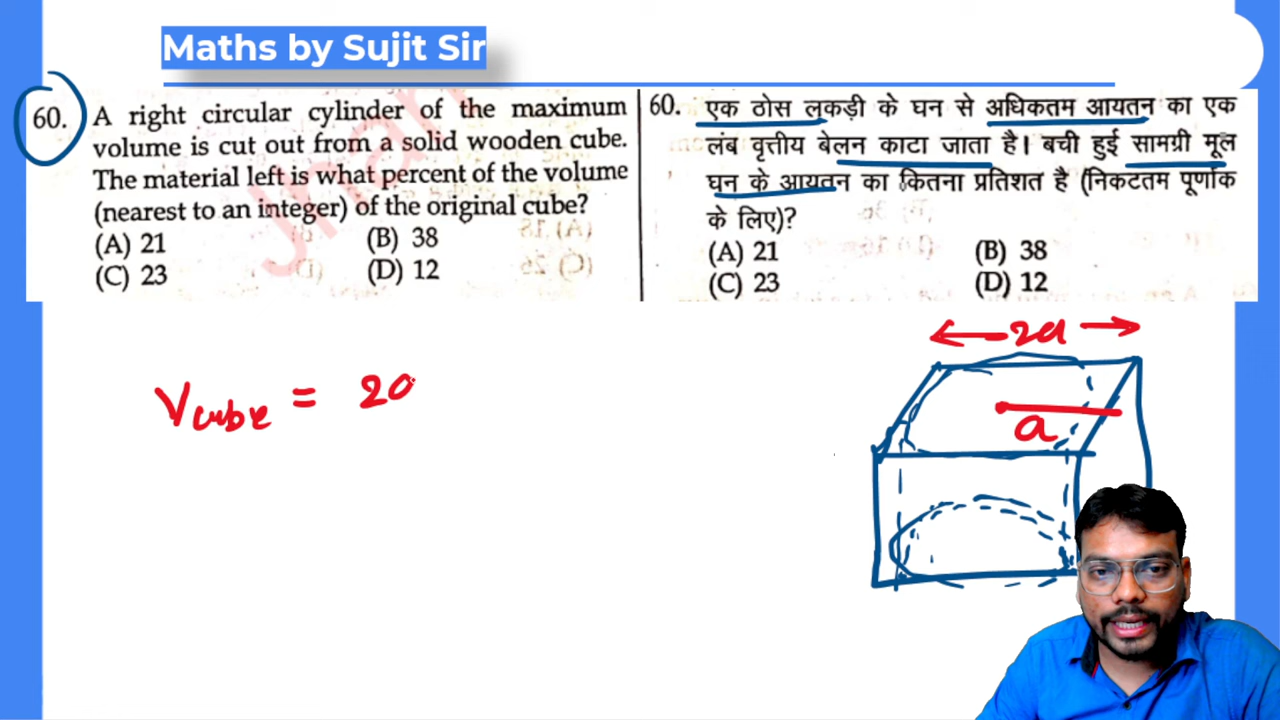 Maths by Sujit Sir
60. A right circular cylinder of the maximum
volume is cut out from a solid wooden cube.
The material left is what percent of the volume
(nearest to an integer) of the original cube?
(A) 21 (B) 38
(C) 23 (D) 12
60. एक ठोस लकड़ी के घन से अधिकतम आयतन का एक
लंब वृत्तीय बेलन काटा जाता है। बची हुई सामग्री मूल
घन के आयतन का कितना प्रतिशत है (निकटतम पूर्णांक
के लिए)?
(A) 21 (B) 38
(C) 23 (D) 12
2a
a
V cube = 20